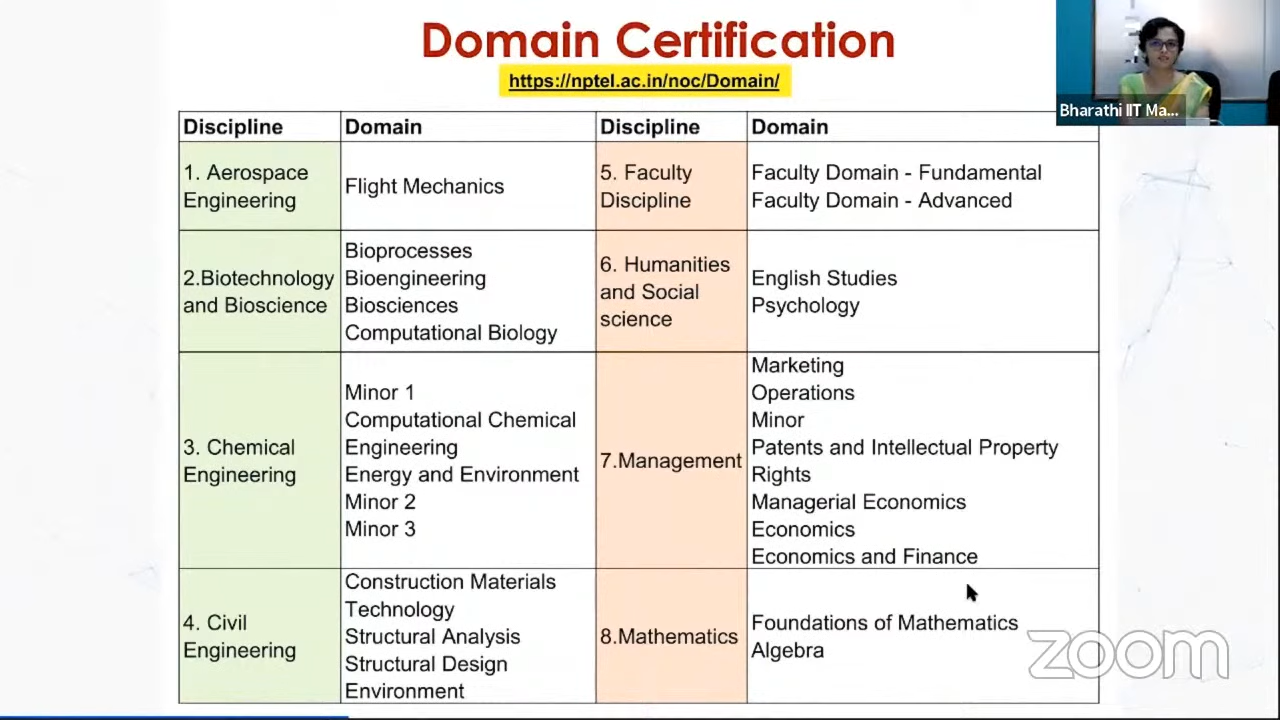 Domain Certification
https://nptel.ac.in/noc/Domain/
Bharathi IIT Ma...
Discipline
Domain
Discipline
Domain
1. Aerospace
Engineering
Flight Mechanics
5. Faculty
Discipline
Faculty Domain - Fundamental
Faculty Domain - Advanced
2.Biotechnology
and Bioscience
Bioprocesses
Bioengineering
Biosciences
Computational Biology
6. Humanities
and Social
science
English Studies
Psychology
3. Chemical
Engineering
Minor 1
Computational Chemical
Engineering
Energy and Environment
Minor 2
Minor 3
7.Management
Marketing
Operations
Minor
Patents and Intellectual Property
Rights
Managerial Economics
Economics
Economics and Finance
4. Civil
Engineering
Construction Materials
Technology
Structural Analysis
Structural Design
Environment
8.Mathematics
Foundations of Mathematics
Algebra
zoom